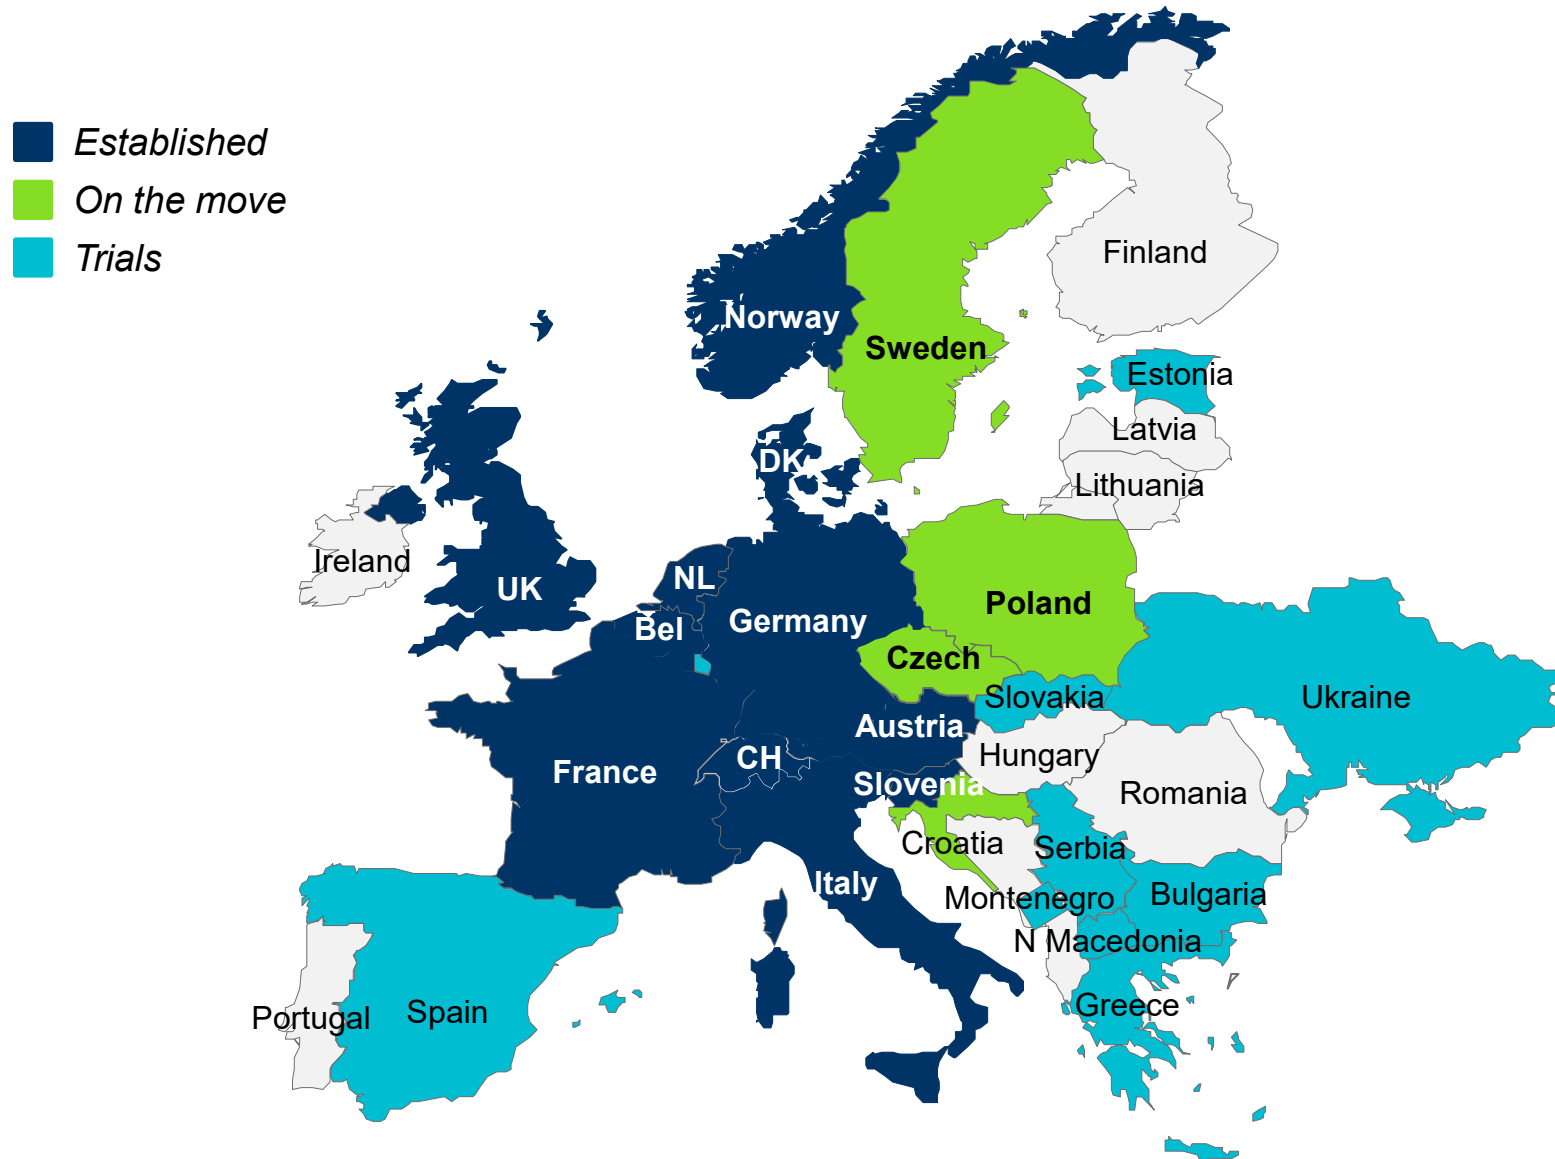 Established
On the move
Trials
Finland
Norway
Sweden
Estonia
Latvia
DK
Lithuania
Ireland
NL
UK
Poland
Germany
Bel
Czech
Slovakia
Ukraine
Austria
Hungary
CH
France
Slovenia
Romania
Croatia
Serbia
Italy
Bulgaria
Montenegro
N Macedonia
Greece
Spain
Portugal